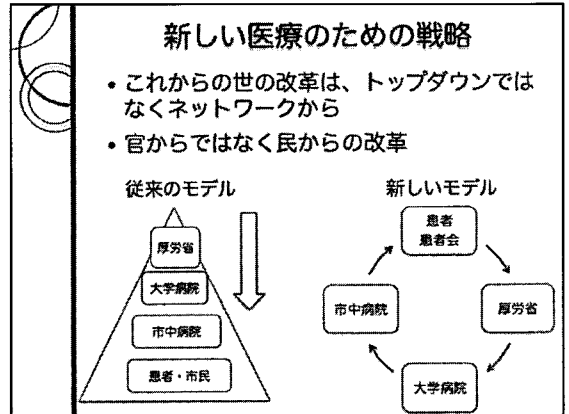 新しい医療のための戦略
• これからの世の改革は、トップダウンでは
なくネットワークから
• 官からではなく民からの改革
従来のモデル
厚労省
大学病院
市中病院
患者・市民
新しいモデル
患者
患者会
厚労省
大学病院
市中病院